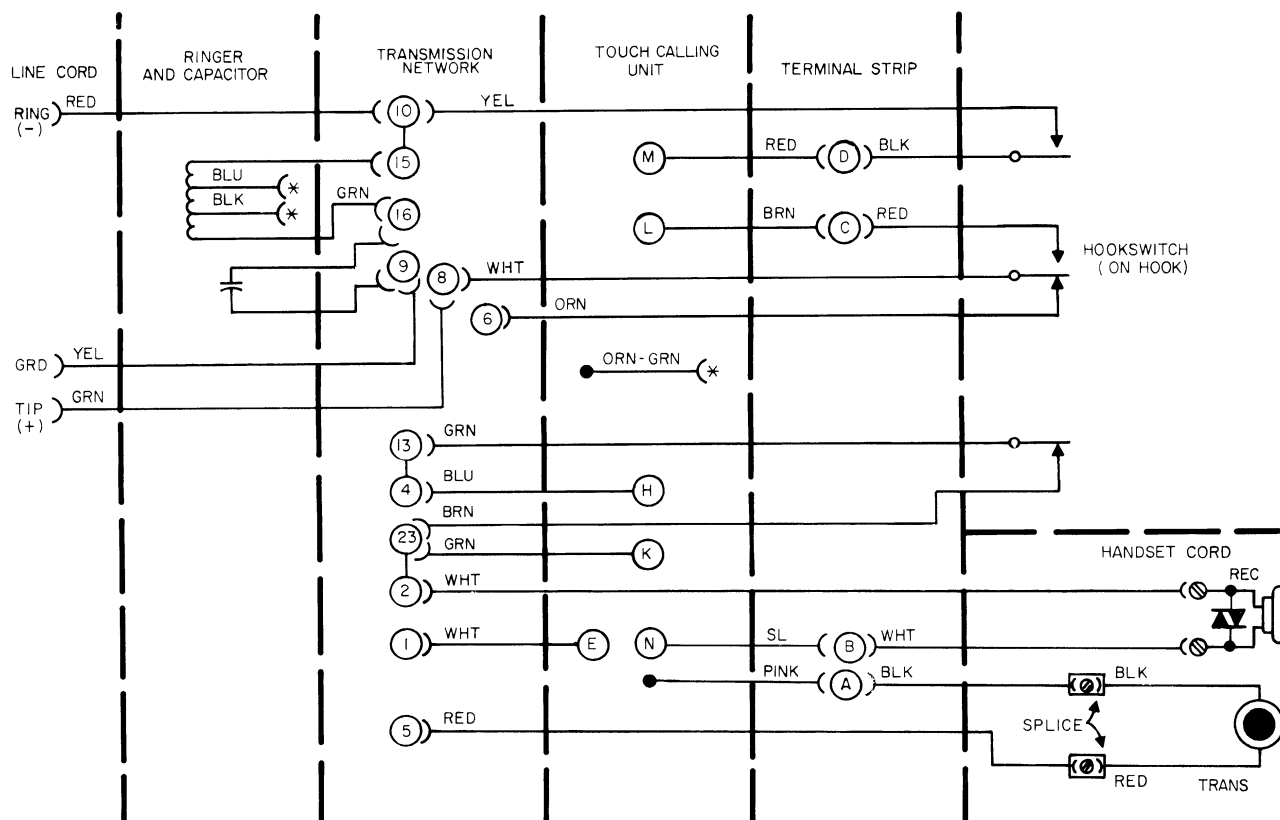 LINE CORD
RINGER
AND CAPACITOR
TRANSMISSION
NETWORK
TOUCH CALLING
UNIT
TERMINAL STRIP
RING
(-)
RED
10
YEL
15
BLU
*
BLK
*
GRN
16
M
RED
D
BLK
L
BRN
C
RED
HOOKSWITCH
(ON HOOK)
9
8
WHT
6
ORN
ORN-GRN
*
GRD
YEL
TIP
(+)
GRN
13
GRN
4
BLU
H
BRN
23
GRN
K
2
WHT
HANDSET CORD
REC
1
WHT
E
N
SL
B
WHT
PINK
A
BLK
BLK
SPLICE
5
RED
RED
TRANS